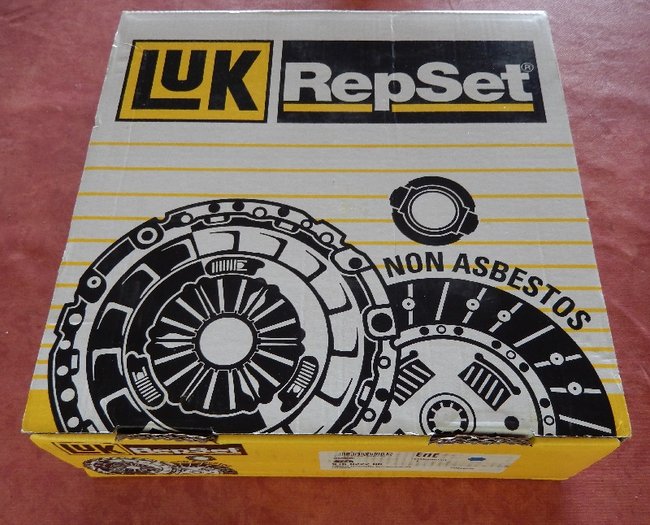 LUK RepSet®
NON ASBESTOS
LUK RepSet